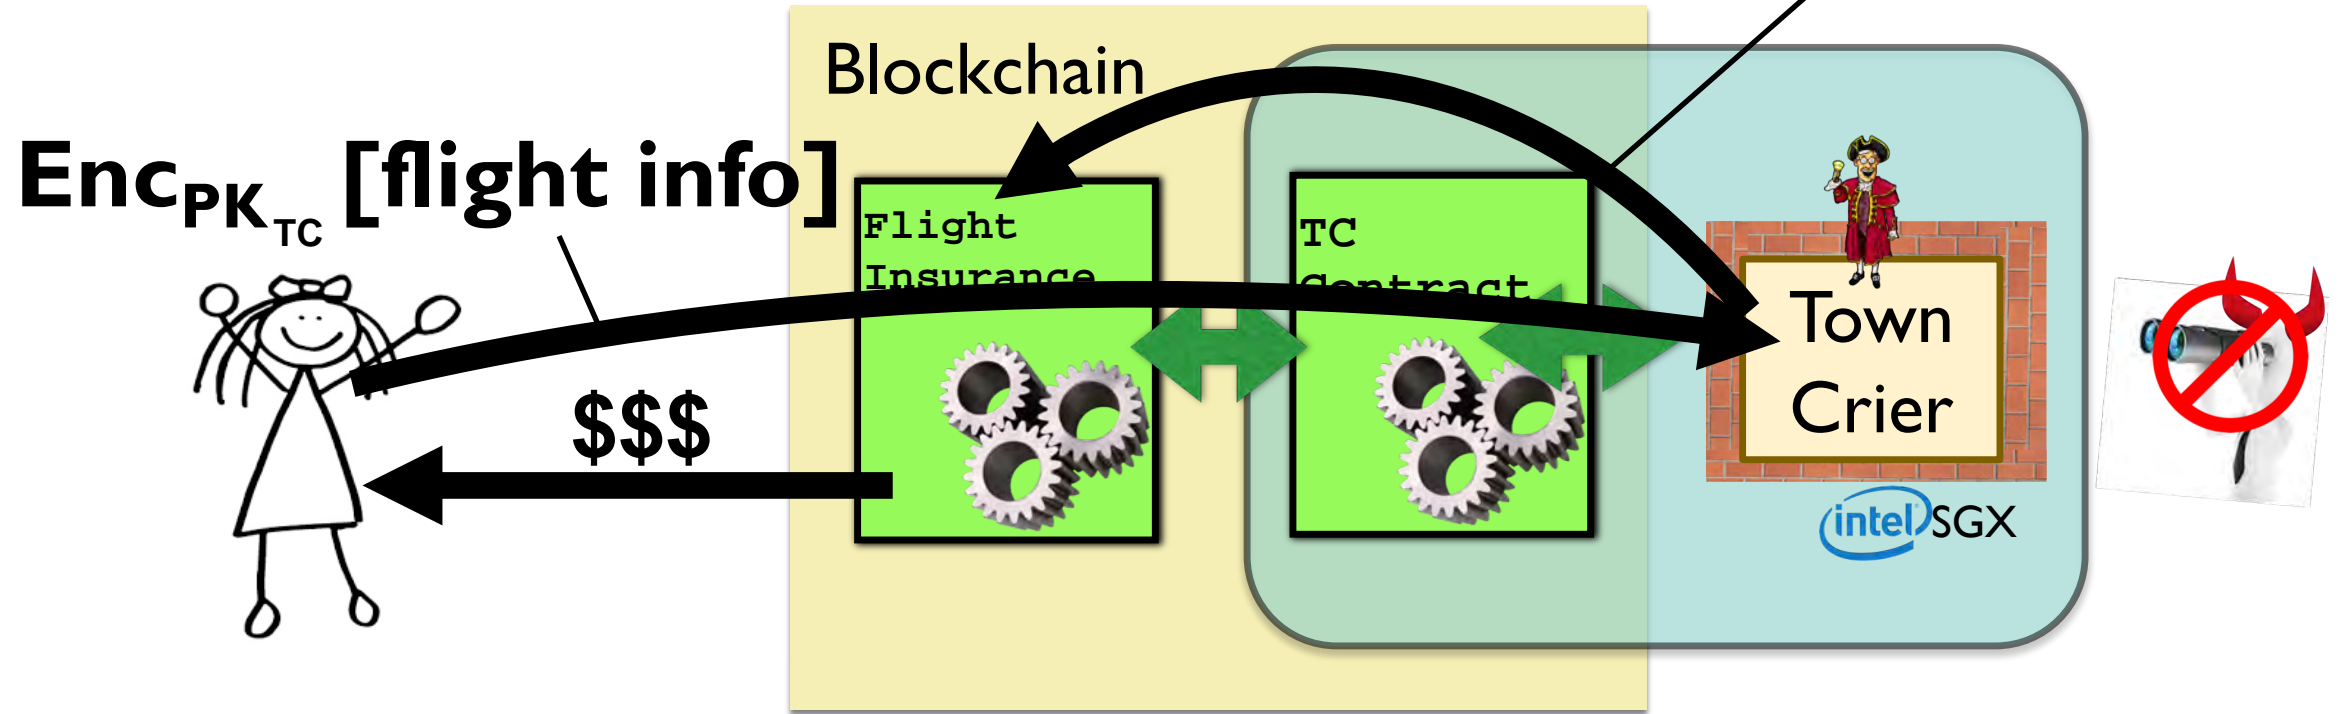 Blockchain
Enc_PK_TC [flight info]
Flight
Insurance
TC
Contract
Town
Crier
$$$
intel SGX